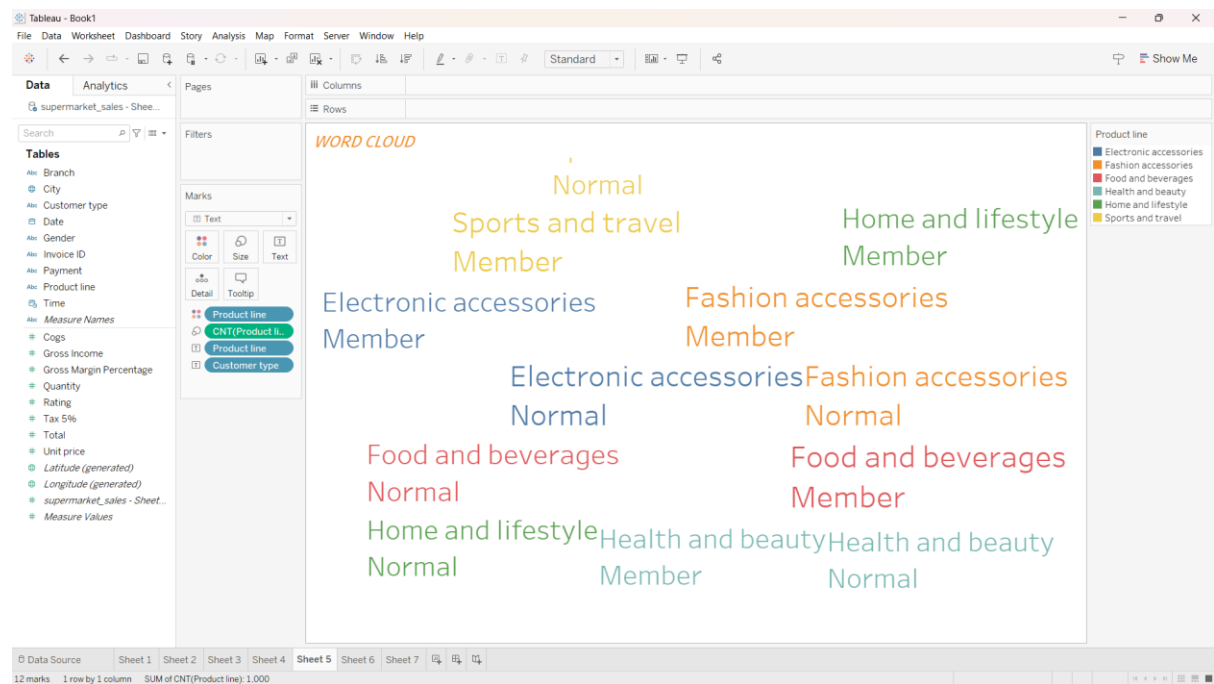 Tableau - Book1
File Data Worksheet Dashboard Story Analysis Map Format Server Window Help
Standard
Show Me
Data Analytics
supermarket_sales - Shee...
Search
Tables
Abc Branch
City
Abc Customer type
Date
Abc Gender
Abc Invoice ID
Abc Payment
Abc Product line
Time
Abc Measure Names
# Cogs
# Gross Income
# Gross Margin Percentage
# Quantity
# Rating
# Tax 5%
# Total
# Unit price
Latitude (generated)
Longitude (generated)
# supermarket_sales - Sheet...
# Measure Values
Pages
Filters
Marks
Text
Color Size Text
Detail Tooltip
Product line
CNT(Product li..
Product line
Customer type
Columns
Rows
WORD CLOUD
Normal
Sports and travel
Member
Home and lifestyle
Member
Electronic accessories
Member
Fashion accessories
Member
Electronic accessories
Normal
Fashion accessories
Normal
Food and beverages
Normal
Food and beverages
Member
Home and lifestyle
Normal
Health and beauty
Member
Health and beauty
Normal
Product line
Electronic accessories
Fashion accessories
Food and beverages
Health and beauty
Home and lifestyle
Sports and travel
Data Source Sheet 1 Sheet 2 Sheet 3 Sheet 4 Sheet 5 Sheet 6 Sheet 7
12 marks 1 row by 1 column SUM of CNT(Product line): 1,000